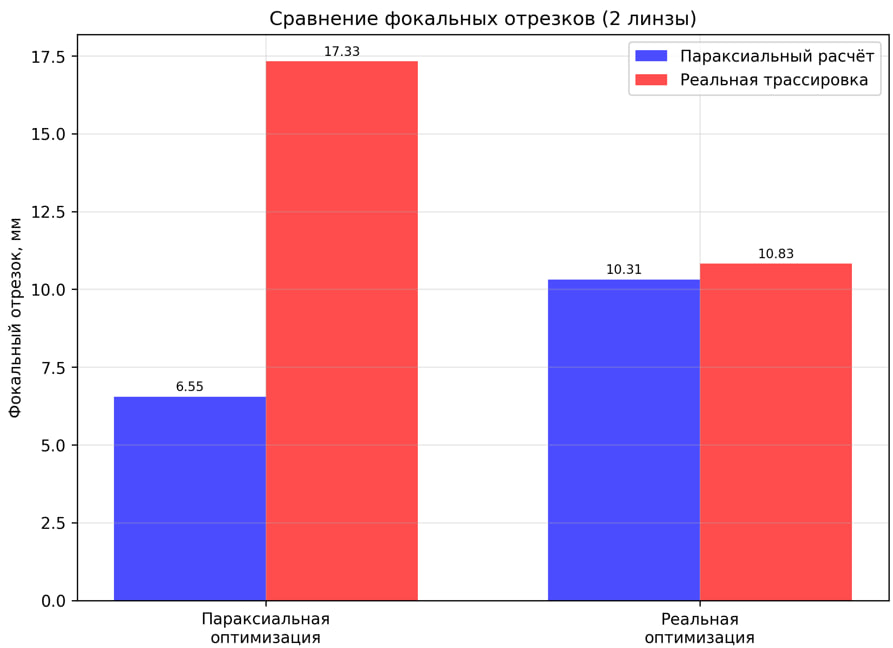 Сравнение фокальных отрезков (2 линзы)
Параксиальный расчёт
Реальная трассировка
Фокальный отрезок, мм
17.5
15.0
12.5
10.0
7.5
5.0
2.5
0.0
6.55
17.33
10.31
10.83
Параксиальная
оптимизация
Реальная
оптимизация